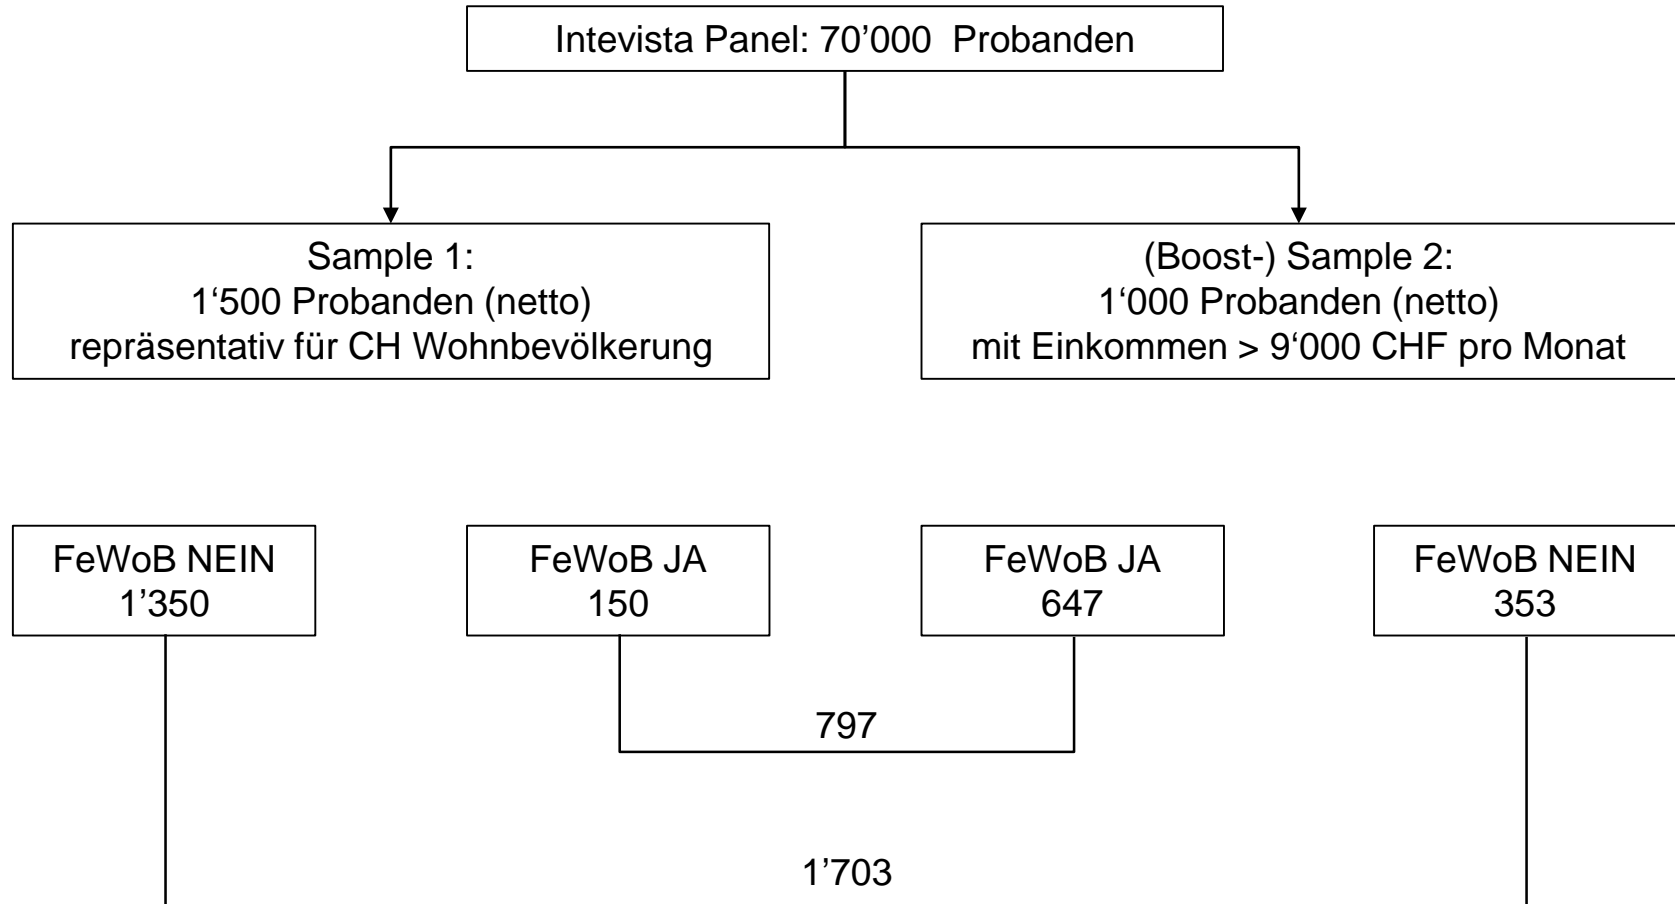 Intevista Panel: 70’000  Probanden
Sample 1:
1‘500 Probanden (netto)
repräsentativ für CH Wohnbevölkerung
(Boost-) Sample 2:
1‘000 Probanden (netto)
mit Einkommen > 9‘000 CHF pro Monat
FeWoB NEIN
1’350
FeWoB JA
150
FeWoB JA
647
FeWoB NEIN
353
797
1’703